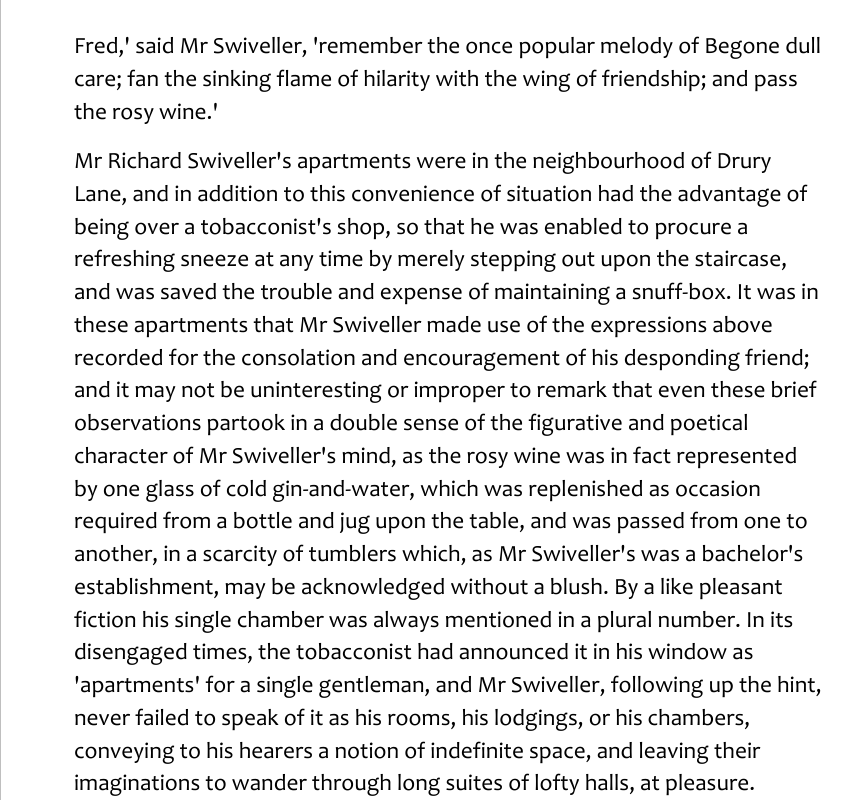 Fred,' said Mr Swiveller, 'remember the once popular melody of Begone dull
care; fan the sinking flame of hilarity with the wing of friendship; and pass
the rosy wine.'
Mr Richard Swiveller's apartments were in the neighbourhood of Drury
Lane, and in addition to this convenience of situation had the advantage of
being over a tobacconist's shop, so that he was enabled to procure a
refreshing sneeze at any time by merely stepping out upon the staircase,
and was saved the trouble and expense of maintaining a snuff-box. It was in
these apartments that Mr Swiveller made use of the expressions above
recorded for the consolation and encouragement of his desponding friend;
and it may not be uninteresting or improper to remark that even these brief
observations partook in a double sense of the figurative and poetical
character of Mr Swiveller's mind, as the rosy wine was in fact represented
by one glass of cold gin-and-water, which was replenished as occasion
required from a bottle and jug upon the table, and was passed from one to
another, in a scarcity of tumblers which, as Mr Swiveller's was a bachelor's
establishment, may be acknowledged without a blush. By a like pleasant
fiction his single chamber was always mentioned in a plural number. In its
disengaged times, the tobacconist had announced it in his window as
'apartments' for a single gentleman, and Mr Swiveller, following up the hint,
never failed to speak of it as his rooms, his lodgings, or his chambers,
conveying to his hearers a notion of indefinite space, and leaving their
imaginations to wander through long suites of lofty halls, at pleasure.